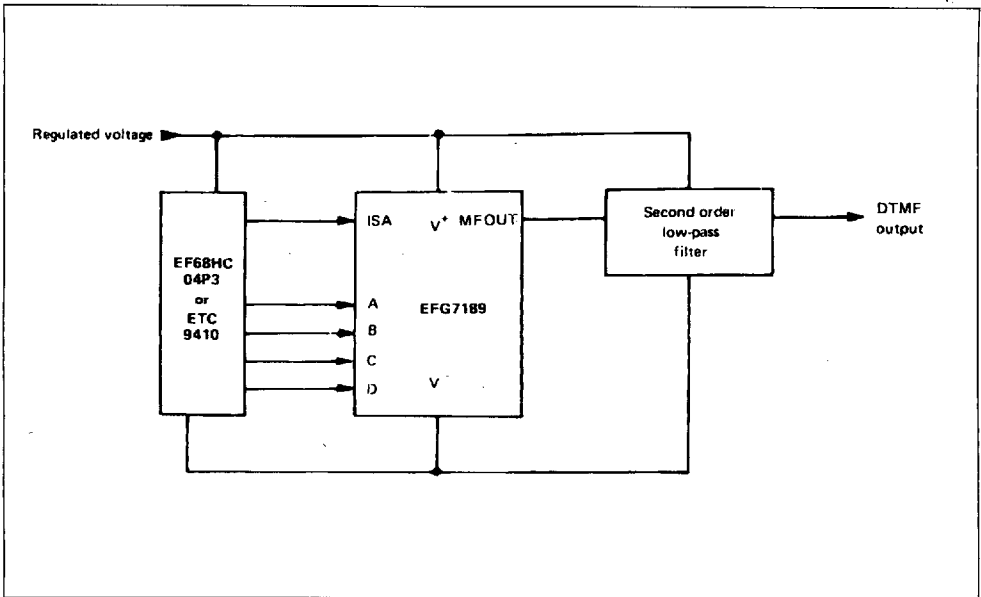 Regulated voltage
EF68HC
04P3
or
ETC
9410
ISA
A
B
C
D
V+ MFOUT
EFG7189
V
Second order
low-pass
filter
DTMF
output